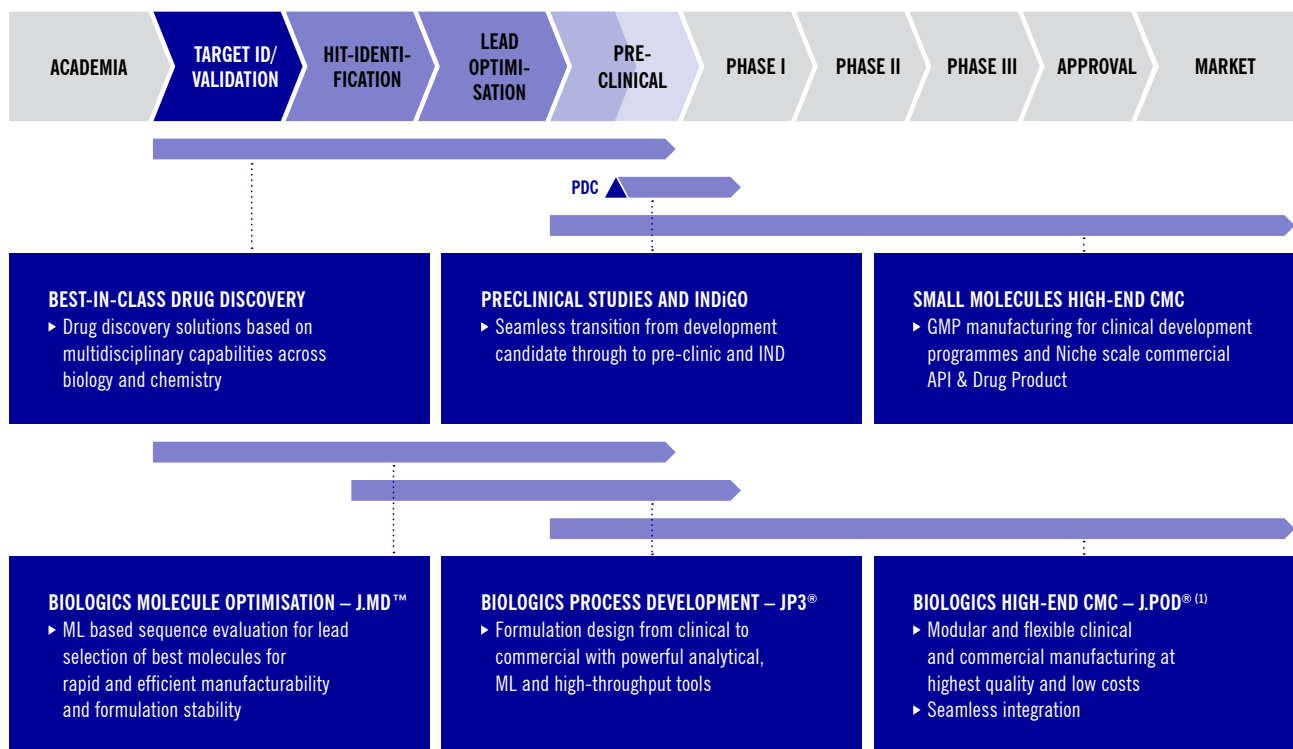 ACADEMIA
TARGET ID/
VALIDATION
HIT-IDENTI-
FICATION
LEAD
OPTIMI-
SATION
PRE-
CLINICAL
PHASE I
PHASE II
PHASE III
APPROVAL
MARKET
PDC
BEST-IN-CLASS DRUG DISCOVERY
▸ Drug discovery solutions based on
multidisciplinary capabilities across
biology and chemistry
PRECLINICAL STUDIES AND INDiGO
▸ Seamless transition from development
candidate through to pre-clinic and IND
SMALL MOLECULES HIGH-END CMC
▸ GMP manufacturing for clinical development
programmes and Niche scale commercial
API & Drug Product
BIOLOGICS MOLECULE OPTIMISATION – J.MD™
▸ ML based sequence evaluation for lead
selection of best molecules for
rapid and efficient manufacturability
and formulation stability
BIOLOGICS PROCESS DEVELOPMENT – JP3®
▸ Formulation design from clinical to
commercial with powerful analytical,
ML and high-throughput tools
BIOLOGICS HIGH-END CMC – J.POD® (1)
▸ Modular and flexible clinical
and commercial manufacturing at
highest quality and low costs
▸ Seamless integration